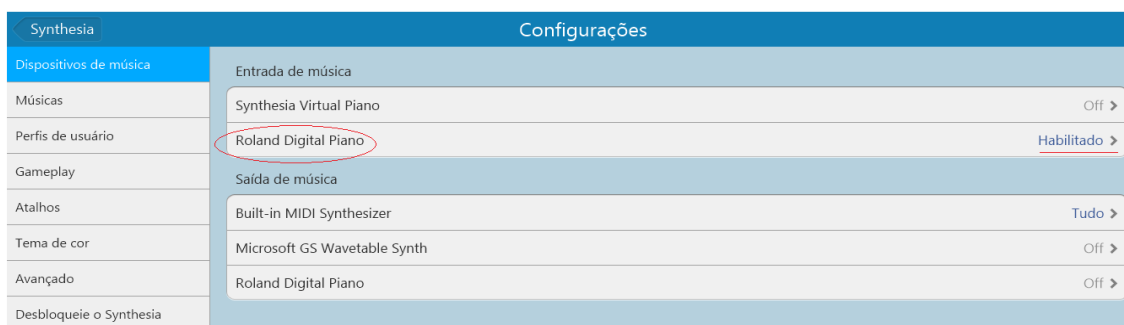 Synthesia
Configurações
Dispositivos de música
Músicas
Perfis de usuário
Gameplay
Atalhos
Tema de cor
Avançado
Desbloqueie o Synthesia
Entrada de música
Synthesia Virtual Piano Off
Roland Digital Piano Habilitado
Saída de música
Built-in MIDI Synthesizer Tudo
Microsoft GS Wavetable Synth Off
Roland Digital Piano Off